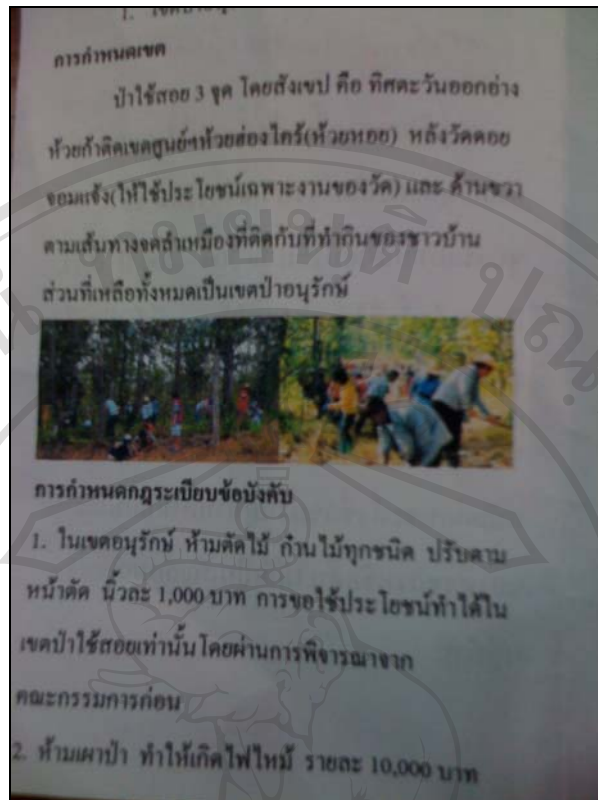 1. เขตป่าอนุ
การกำหนดเขต
ป่าใช้สอย 3 จุด โดยสังเขป คือ ทิศตะวันออกอ่าง
ห้วยก้าติดเขตศูนย์ฯห้วยฮ่องไคร้(ห้วยหอย) หลังวัดดอย
จอมแจ้ง(ให้ใช้ประโยชน์เฉพาะงานของวัด) และ ด้านขวา
ตามเส้นทางจดลำเหมืองที่ติดกับที่ทำกินของชาวบ้าน
ส่วนที่เหลือทั้งหมดเป็นเขตป่าอนุรักษ์
การกำหนดกฎระเบียบข้อบังคับ
1. ในเขตอนุรักษ์ ห้ามตัดไม้ ก้านไม้ทุกชนิด ปรับตาม
หน้าตัด นิ้วละ 1,000 บาท การขอใช้ประโยชน์ทำได้ใน
เขตป่าใช้สอยเท่านั้น โดยผ่านการพิจารณาจาก
คณะกรรมการก่อน
2. ห้ามเผาป่า ทำให้เกิดไฟไหม้ รายละ 10,000 บาท